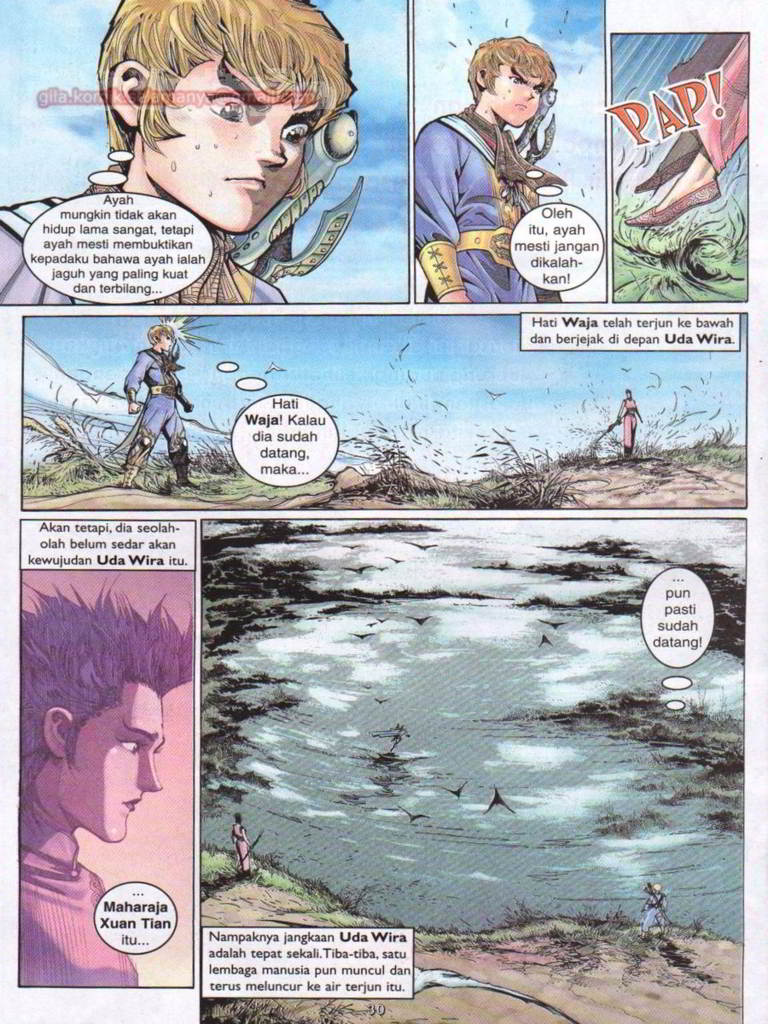 Ayah
mungkin tidak akan
hidup lama sangat, tetapi
ayah mesti membuktikan
kepadaku bahawa ayah ialah
jaguh yang paling kuat
dan terbilang...
Oleh
itu, ayah
mesti jangan
dikalah-
kan!
PAP!
Hati Waja telah terjun ke bawah
dan berjejak di depan Uda Wira.
Hati
Waja! Kalau
dia sudah
datang,
maka...
Akan tetapi, dia seolah-
olah belum sedar akan
kewujudan Uda Wira itu.
...
Maharaja
Xuan Tian
itu...
...
pun
pasti
sudah
datang!
Nampaknya jangkaan Uda Wira
adalah tepat sekali. Tiba-tiba, satu
lembaga manusia pun muncul dan
terus meluncur ke air terjun itu.
30